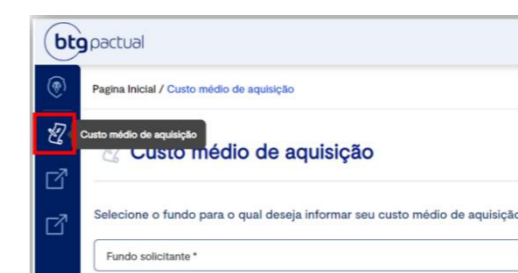 btg pactual
Pagina Inicial / Custo médio de aquisição
Custo médio de aquisição
Custo médio de aquisição
Selecione o fundo para o qual deseja informar seu custo médio de aquisição
Fundo solicitante *